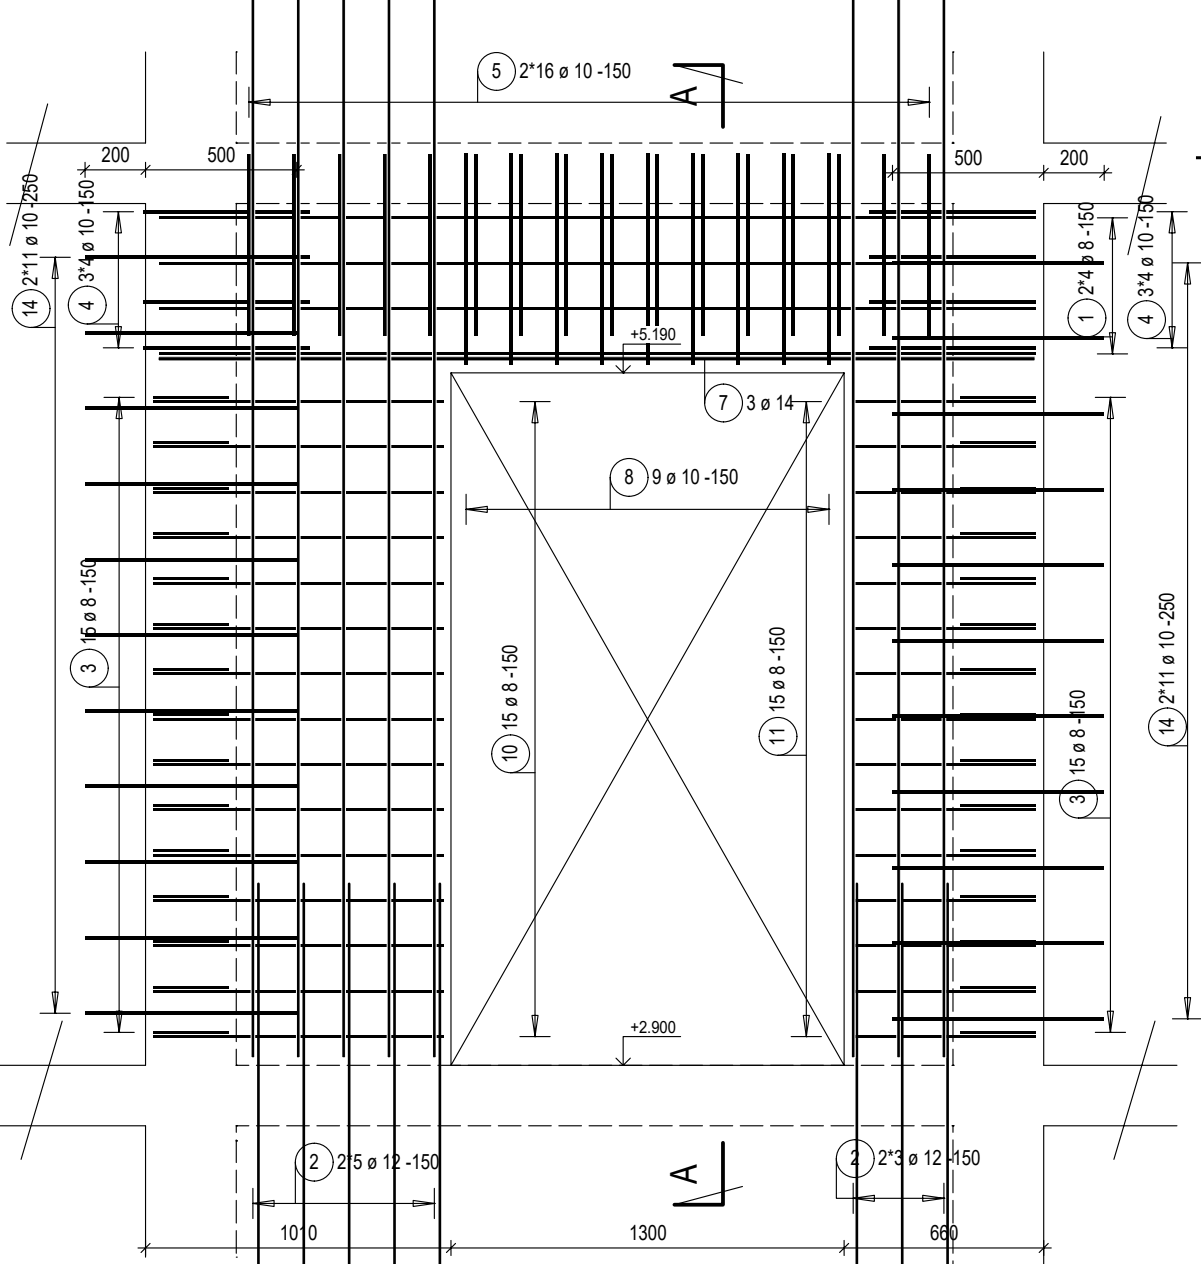 5 2*16 ø 10 -150
A
200
500
500
200
14 2*11 ø 10 -250
4 3*4 ø 10 -150
1 2*4 ø 8 -150
4 3*4 ø 10 -150
+5.190
7 3 ø 14
8 9 ø 10 -150
3 15 ø 8 -150
10 15 ø 8 -150
11 15 ø 8 -150
3 15 ø 8 -150
14 2*11 ø 10 -250
+2.900
2 2*5 ø 12 -150
A
2 2*3 ø 12 -150
1010
1300
660